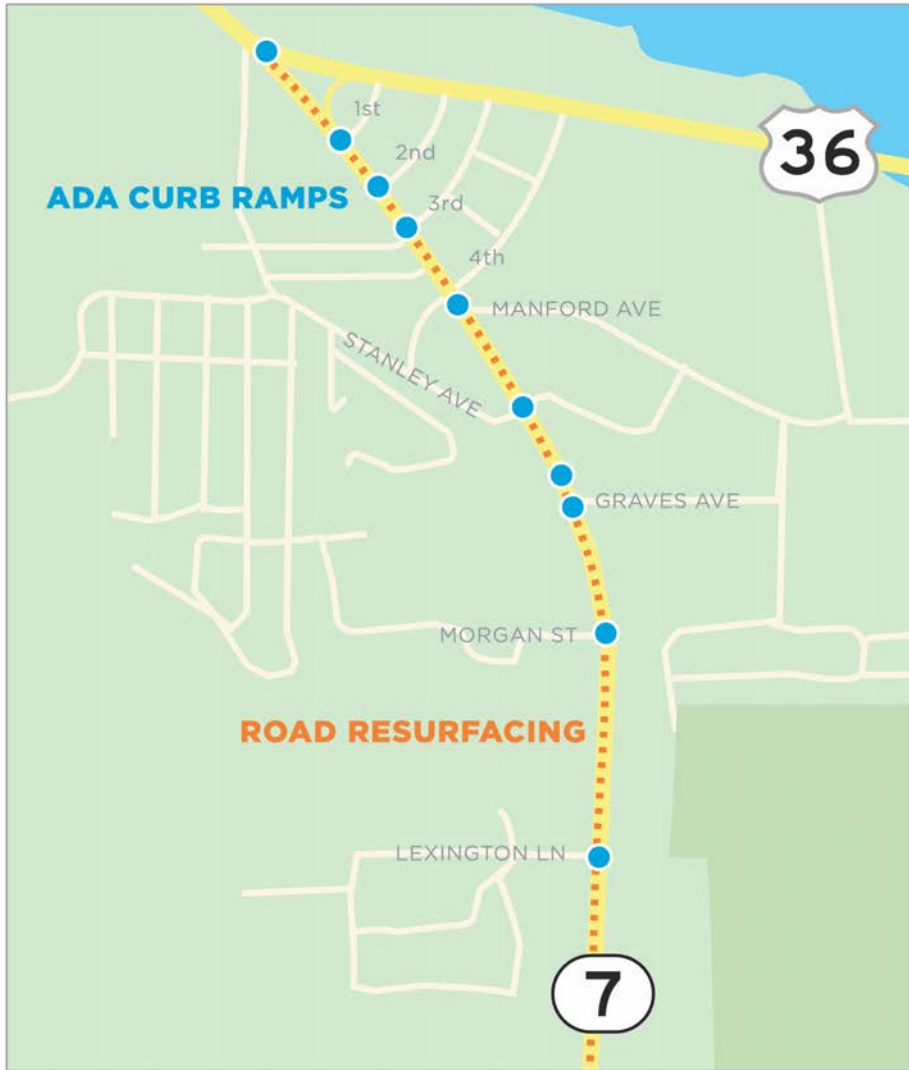 1st
36
2nd
ADA CURB RAMPS
3rd
4th
MANFORD AVE
STANLEY AVE
GRAVES AVE
MORGAN ST
ROAD RESURFACING
LEXINGTON LN
7